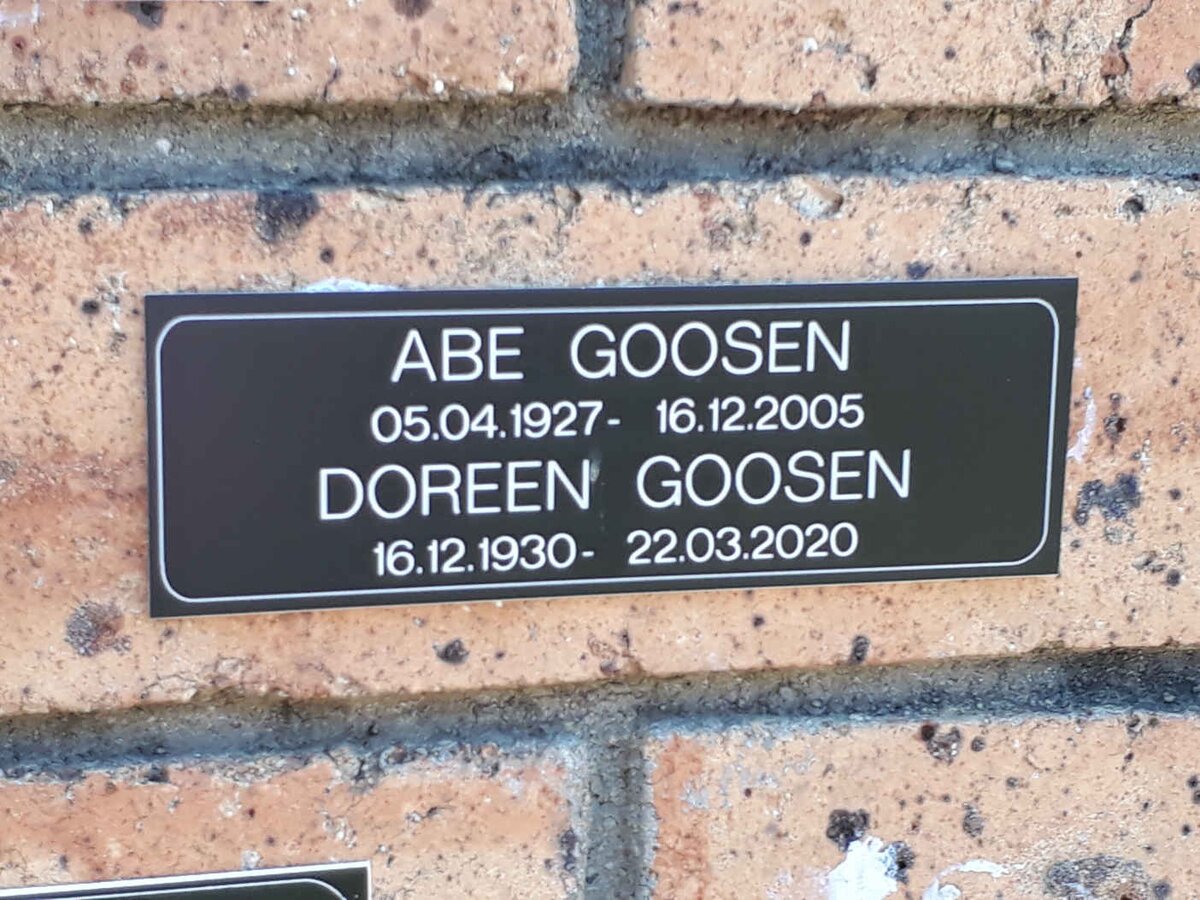 ABE GOOSEN
05.04.1927- 16.12.2005
DOREEN GOOSEN
16.12.1930- 22.03.2020